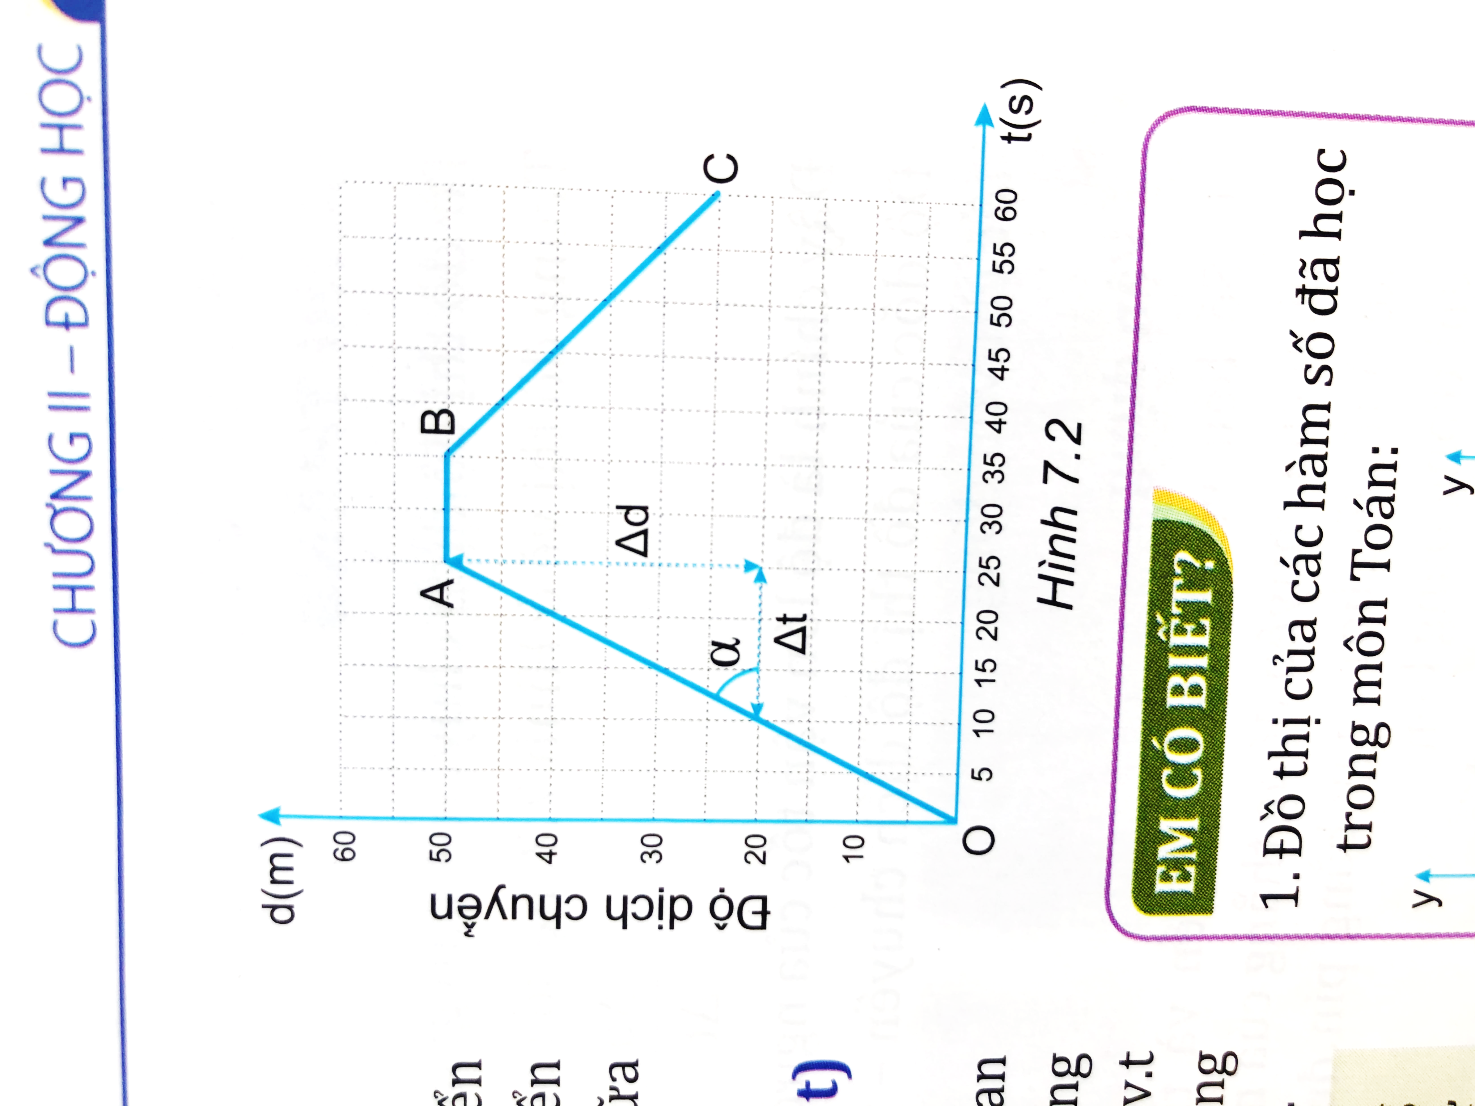 CHƯƠNG II – ĐỘNG HỌC
d(m)
Độ dịch chuyển
60
50
40
30
20
10
O
A
B
C
Δd
α
Δt
5 10 15 20 25 30 35 40 45 50 55 60
t(s)
Hình 7.2
EM CÓ BIẾT?
1. Đồ thị của các hàm số đã học
trong môn Toán:
y
y
t)
v.t